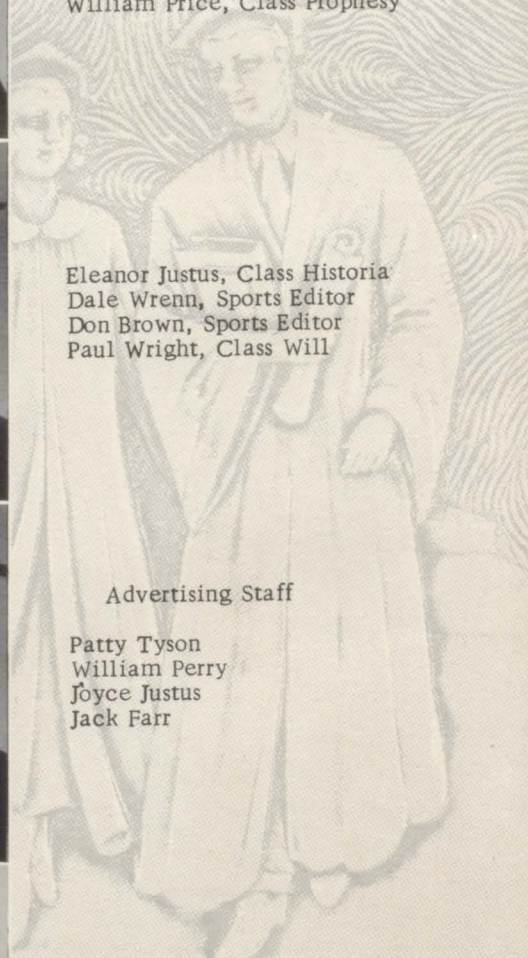 William Price, Class Prophesy
Eleanor Justus, Class Historia
Dale Wrenn, Sports Editor
Don Brown, Sports Editor
Paul Wright, Class Will
Advertising Staff
Patty Tyson
William Perry
Joyce Justus
Jack Farr